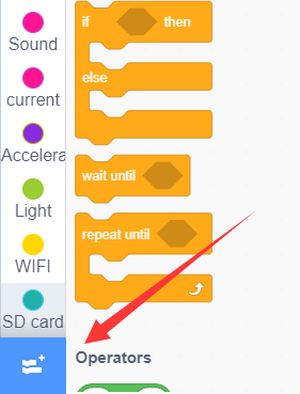 Sound
current
Accelera
Light
WIFI
SD card
if then
else
wait until
repeat until
Operators